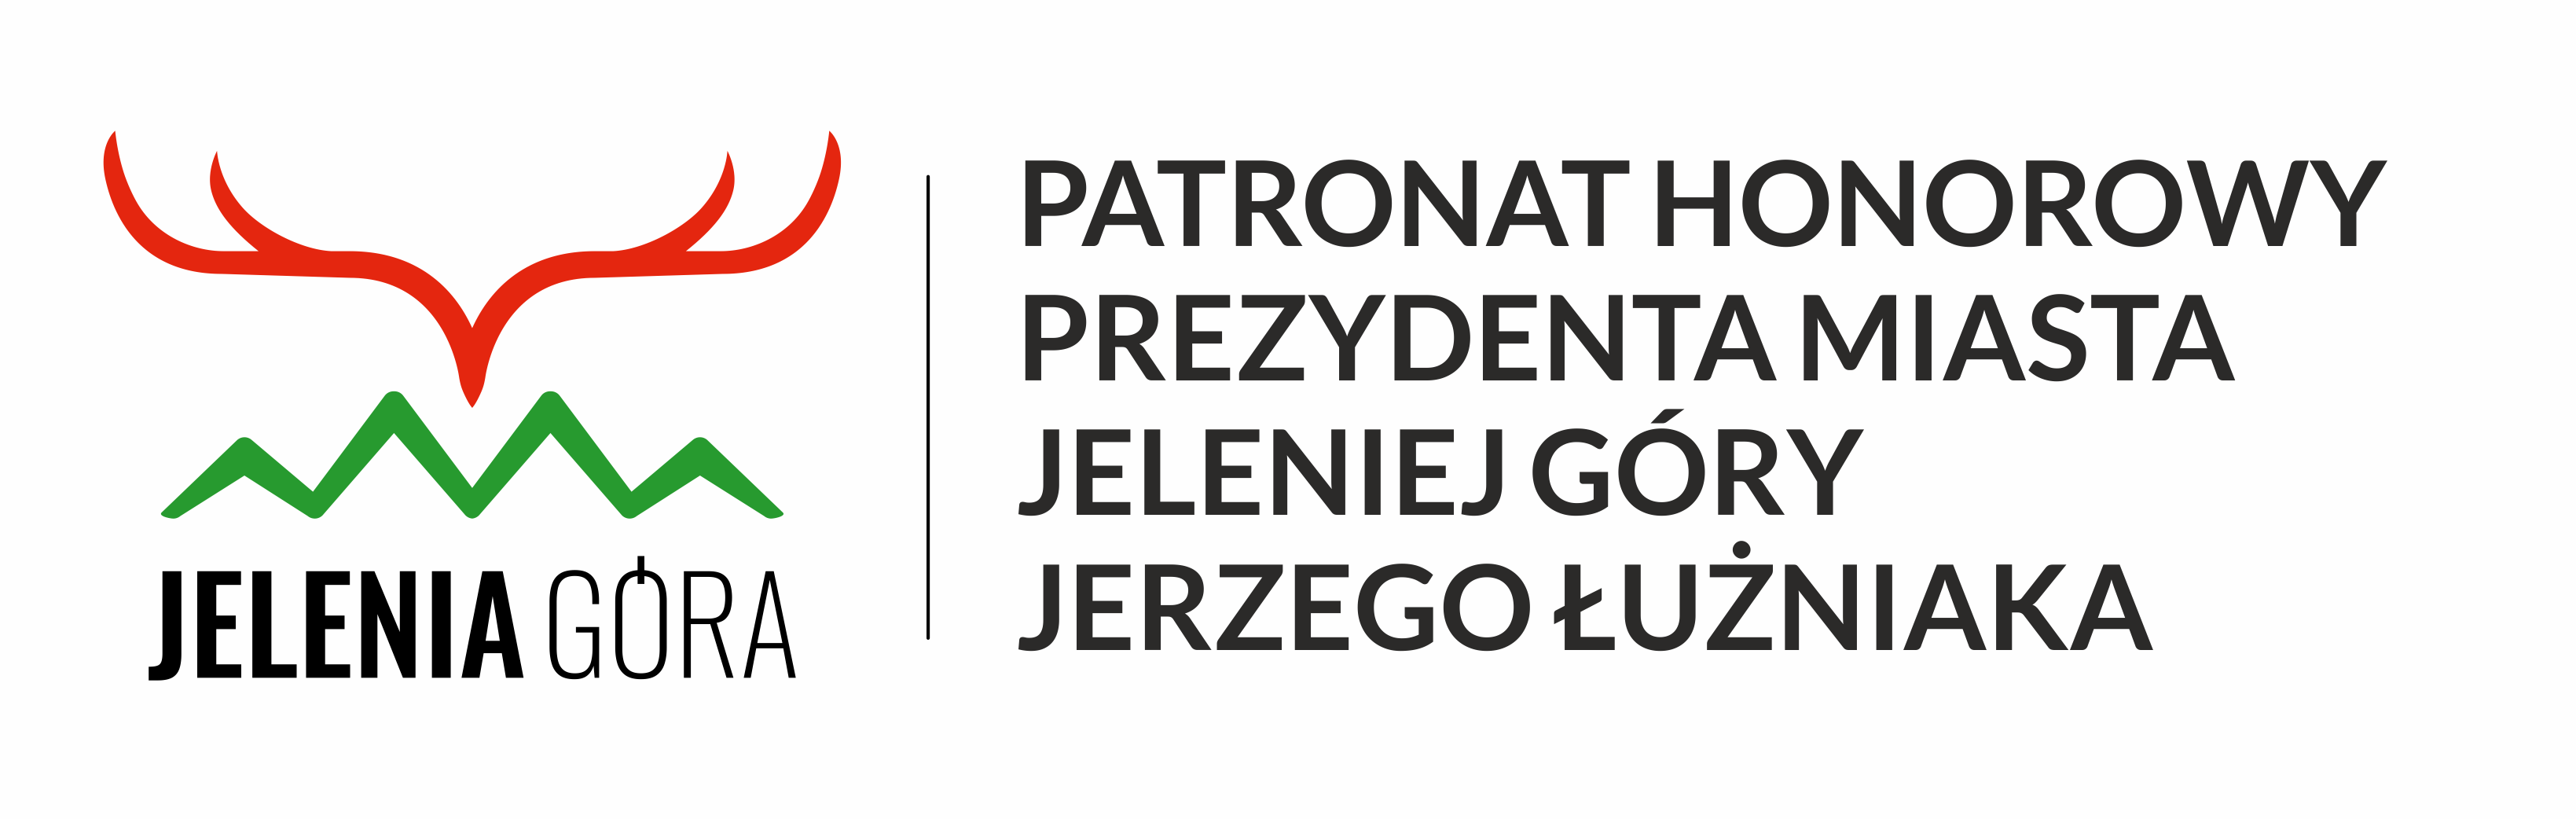 JELENIA GÓRA
PATRONAT HONOROWY
PREZYDENTA MIASTA
JELENIEJ GÓRY
JERZEGO ŁUŻNIAKA